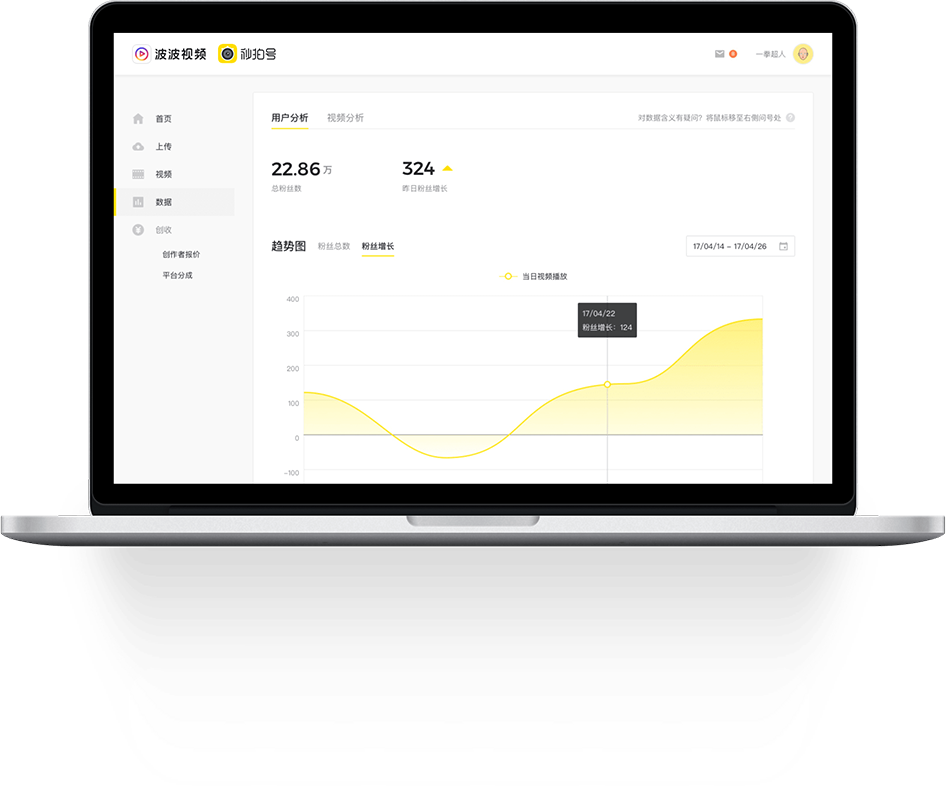 波波视频 秒拍号
一拳超人
首页
上传
视频
数据
创收
创作者报价
平台分成
用户分析 视频分析
对数据含义有疑问？将鼠标移至右侧问号处 ?
22.86 万
总粉丝数
324
昨日粉丝增长
趋势图 粉丝总数 粉丝增长
17/04/14 – 17/04/26
当日视频播放
17/04/22
粉丝增长：124
400
300
200
100
0
-100